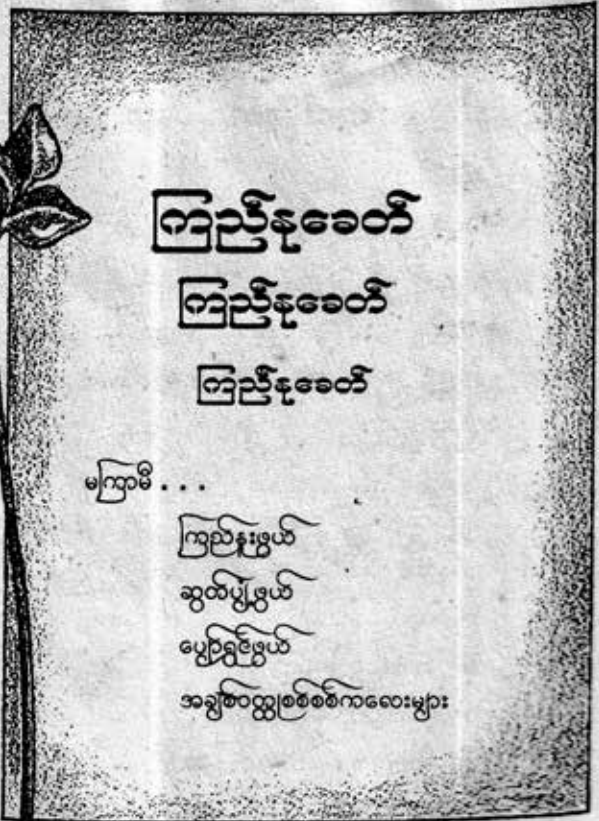 ကြည်နုခေတ်
ကြည်နုခေတ်
ကြည်နုခေတ်
မကြာမီ . . .
ကြည်နူးဖွယ်
ဆွတ်ပျံ့ဖွယ်
ပျော်ရွှင်ဖွယ်
အချစ်ဝတ္ထုစစ်စစ်ကလေးများ